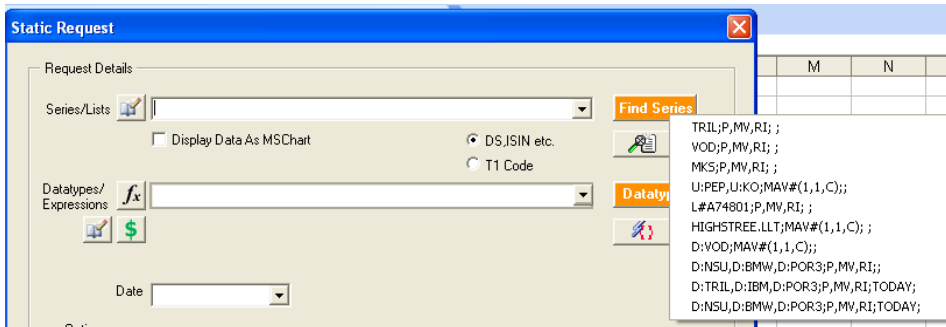 Static Request
M N
Request Details
Series/Lists
Find Series
Display Data As MSChart
DS,ISIN etc.
T1 Code
Datatypes/
Expressions
fx
$
Date
TRIL;P,MV,RI; ;
VOD;P,MV,RI; ;
MKS;P,MV,RI; ;
U:PEP,U:KO;MAV#(1,1,C);;
L#A74801;P,MV,RI; ;
HIGHSTREE.LLT;MAV#(1,1,C); ;
D:VOD;MAV#(1,1,C);;
D:NSU,D:BMW,D:POR3;P,MV,RI;;
D:TRIL,D:IBM,D:POR3;P,MV,RI;TODAY;
D:NSU,D:BMW,D:POR3;P,MV,RI;TODAY;